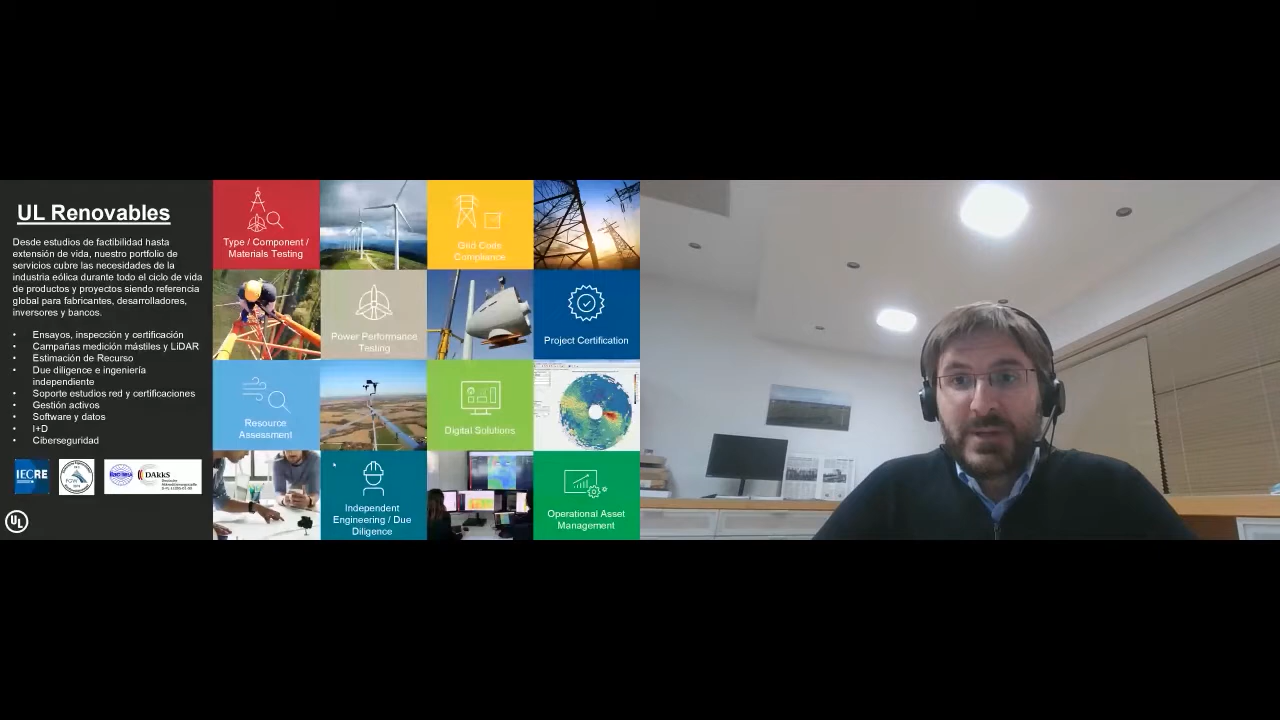 UL Renovables
Desde estudios de factibilidad hasta
extensión de vida, nuestro portfolio de
servicios cubre las necesidades de la
industria eólica durante todo el ciclo de vida
de productos y proyectos siendo referencia
global para fabricantes, desarrolladores,
inversores y bancos.
• Ensayos, inspección y certificación
• Campañas medición mástiles y LiDAR
• Estimación de Recurso
• Due diligence e ingeniería
independiente
• Soporte estudios red y certificaciones
• Gestión activos
• Software y datos
• I+D
• Ciberseguridad
IECRE
FGW
DAkkS
Deutsche
Akkreditierungsstelle
UL
Type / Component /
Materials Testing
Grid Code
Compliance
Power Performance
Testing
Project Certification
Resource
Assessment
Digital Solutions
Independent
Engineering / Due
Diligence
Operational Asset
Management